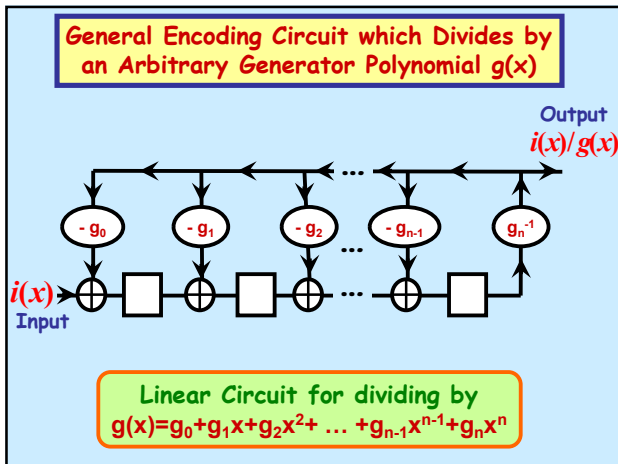 General Encoding Circuit which Divides by
an Arbitrary Generator Polynomial g(x)
Output
i(x)/g(x)
...
- g₀ - g₁ - g₂ - gₙ₋₁ gₙ⁻¹
...
i(x) ...
Input
Linear Circuit for dividing by
g(x)=g₀+g₁x+g₂x²+ ... +gₙ₋₁xⁿ⁻¹+gₙxⁿ